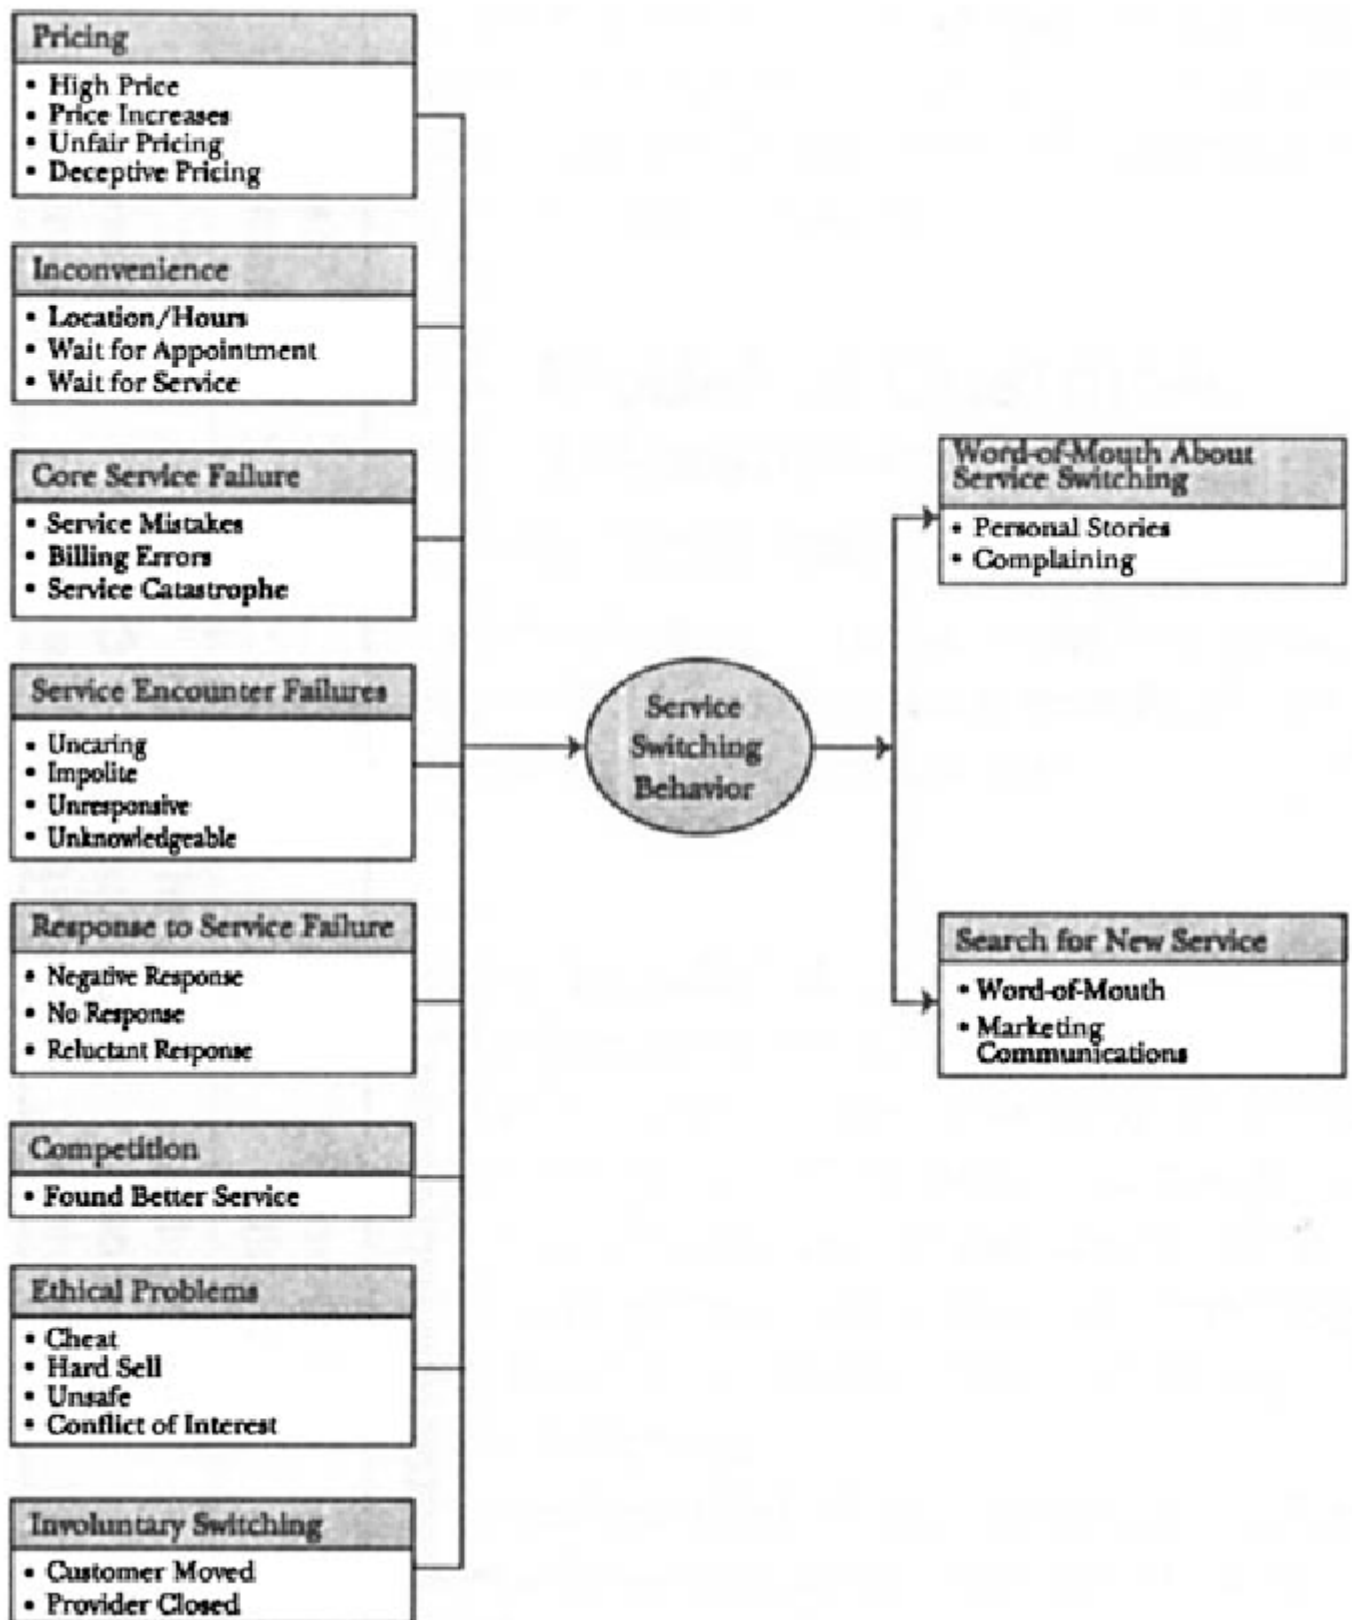 Pricing
• High Price
• Price Increases
• Unfair Pricing
• Deceptive Pricing
Inconvenience
• Location/Hours
• Wait for Appointment
• Wait for Service
Core Service Failure
• Service Mistakes
• Billing Errors
• Service Catastrophe
Service Encounter Failures
• Uncaring
• Impolite
• Unresponsive
• Unknowledgeable
Response to Service Failure
• Negative Response
• No Response
• Reluctant Response
Competition
• Found Better Service
Ethical Problems
• Cheat
• Hard Sell
• Unsafe
• Conflict of Interest
Involuntary Switching
• Customer Moved
• Provider Closed
Service
Switching
Behavior
Word-of-Mouth About
Service Switching
• Personal Stories
• Complaining
Search for New Service
• Word-of-Mouth
• Marketing
Communications